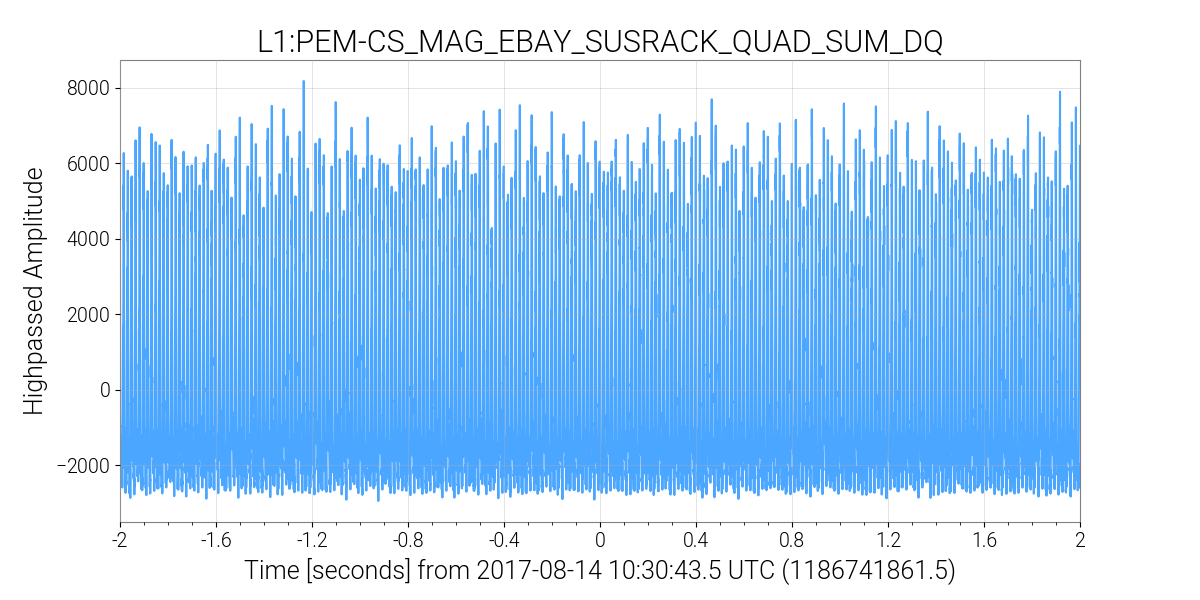 L1:PEM-CS_MAG_EBAY_SUSRACK_QUAD_SUM_DQ
Highpassed Amplitude
8000
6000
4000
2000
0
−2000
-2 -1.6 -1.2 -0.8 -0.4 0 0.4 0.8 1.2 1.6 2
Time [seconds] from 2017-08-14 10:30:43.5 UTC (1186741861.5)